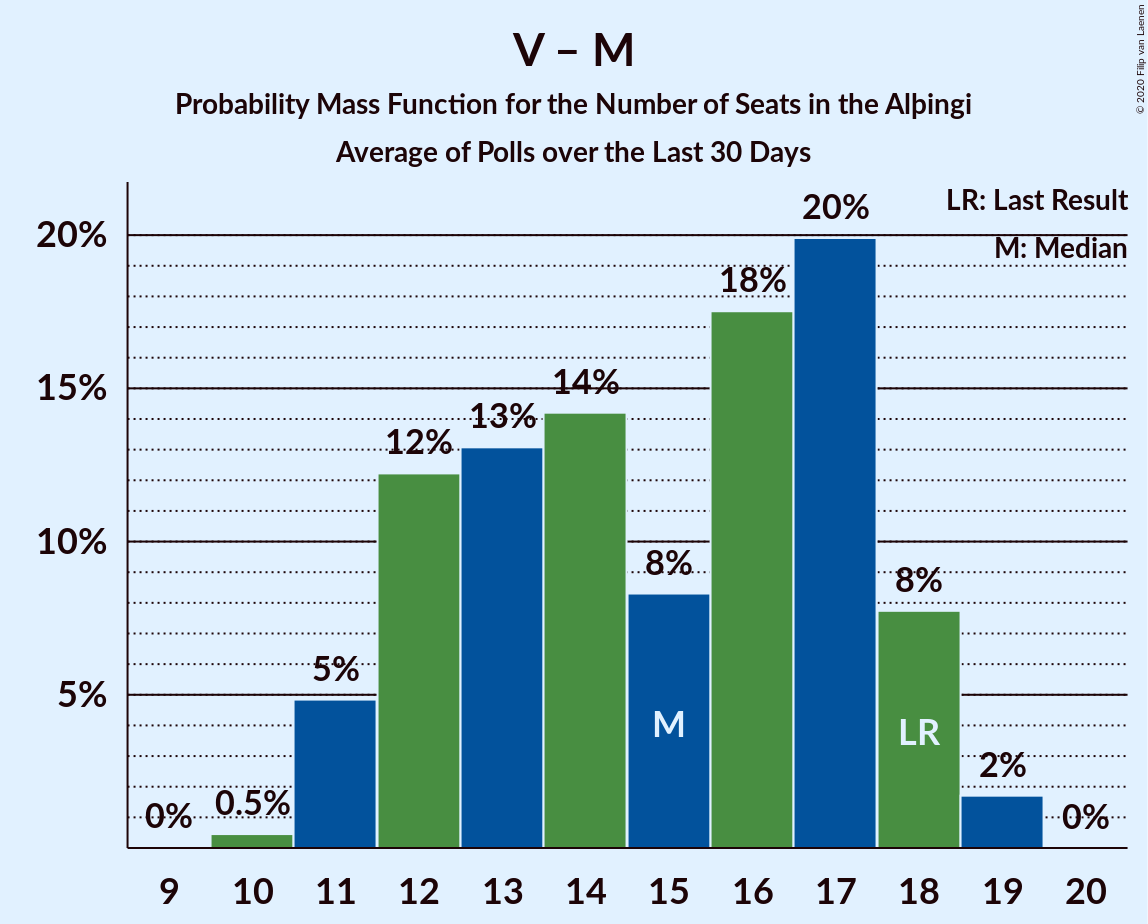 V – M
Probability Mass Function for the Number of Seats in the Alþingi
Average of Polls over the Last 30 Days
© 2020 Filip van Laenen
LR: Last Result
M: Median
20%
15%
10%
5%
0%
0.5%
5%
12%
13%
14%
8%
18%
20%
8%
2%
0%
M
LR
9 10 11 12 13 14 15 16 17 18 19 20